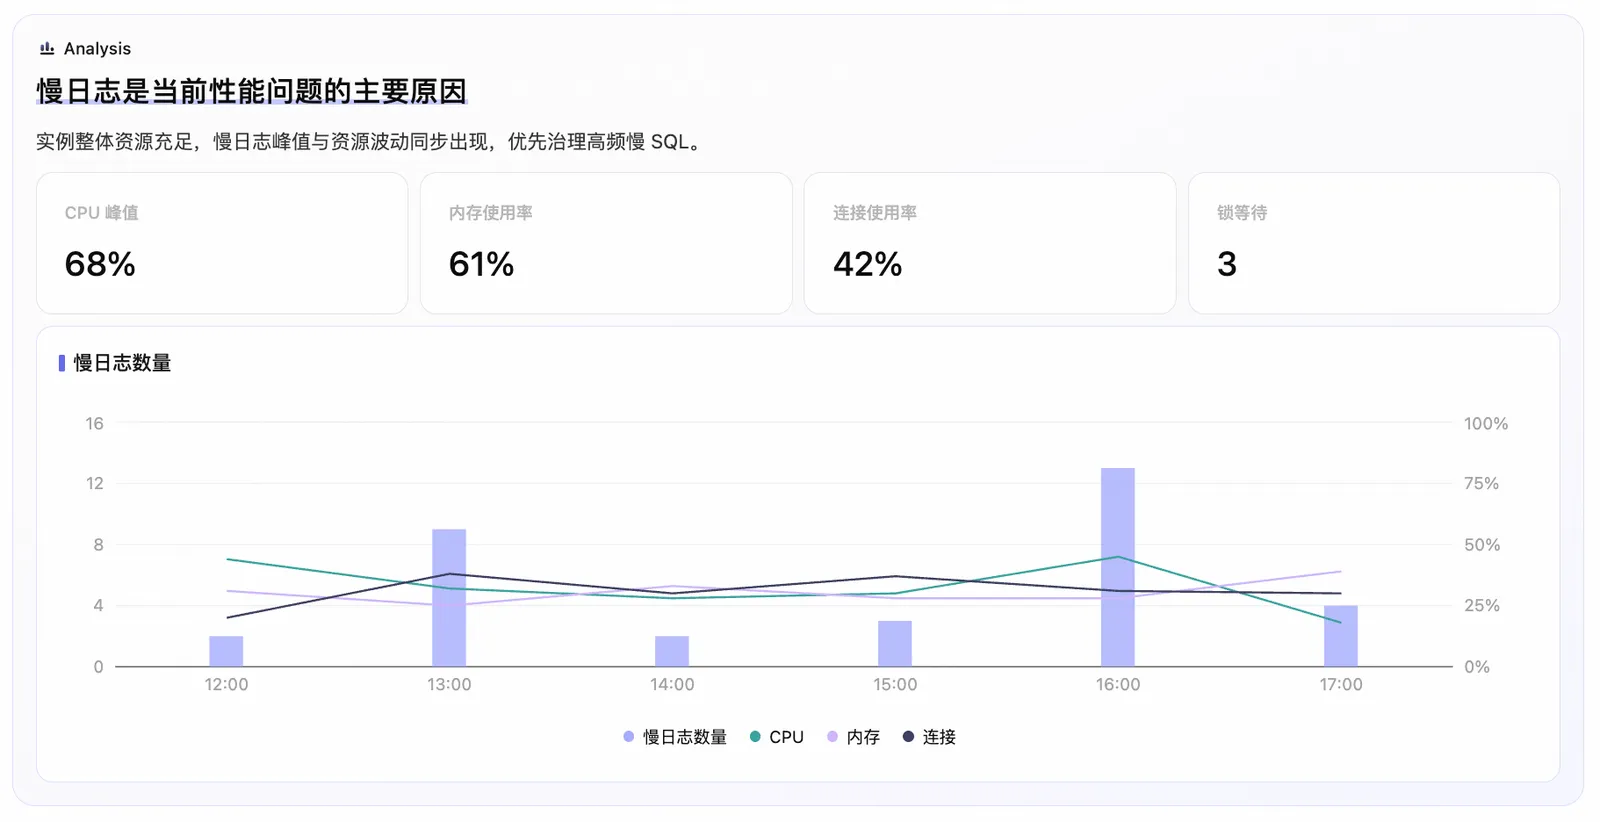 Analysis
慢日志是当前性能问题的主要原因
实例整体资源充足，慢日志峰值与资源波动同步出现，优先治理高频慢 SQL。
CPU 峰值
68%
内存使用率
61%
连接使用率
42%
锁等待
3
慢日志数量
16
100%
12
75%
8
50%
4
25%
0
0%
12:00 13:00 14:00 15:00 16:00 17:00
慢日志数量 CPU 内存 连接